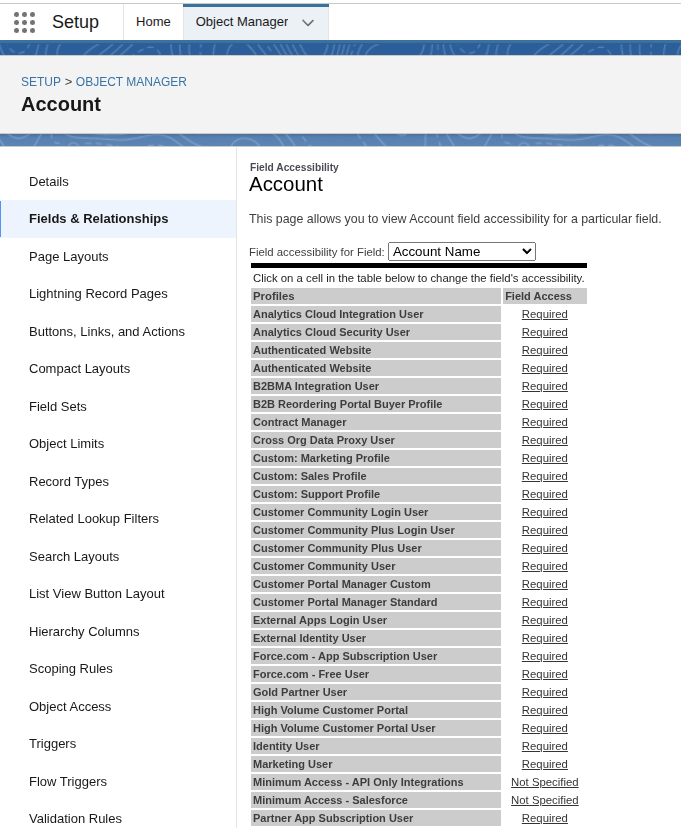 Setup
Home
Object Manager
SETUP > OBJECT MANAGER
Account
Details
Fields & Relationships
Page Layouts
Lightning Record Pages
Buttons, Links, and Actions
Compact Layouts
Field Sets
Object Limits
Record Types
Related Lookup Filters
Search Layouts
List View Button Layout
Hierarchy Columns
Scoping Rules
Object Access
Triggers
Flow Triggers
Validation Rules
Field Accessibility
Account
This page allows you to view Account field accessibility for a particular field.
Field accessibility for Field: Account Name
Click on a cell in the table below to change the field's accessibility.
Profiles Field Access
Analytics Cloud Integration User Required
Analytics Cloud Security User Required
Authenticated Website Required
Authenticated Website Required
B2BMA Integration User Required
B2B Reordering Portal Buyer Profile Required
Contract Manager Required
Cross Org Data Proxy User Required
Custom: Marketing Profile Required
Custom: Sales Profile Required
Custom: Support Profile Required
Customer Community Login User Required
Customer Community Plus Login User Required
Customer Community Plus User Required
Customer Community User Required
Customer Portal Manager Custom Required
Customer Portal Manager Standard Required
External Apps Login User Required
External Identity User Required
Force.com - App Subscription User Required
Force.com - Free User Required
Gold Partner User Required
High Volume Customer Portal Required
High Volume Customer Portal User Required
Identity User Required
Marketing User Required
Minimum Access - API Only Integrations Not Specified
Minimum Access - Salesforce Not Specified
Partner App Subscription User Required